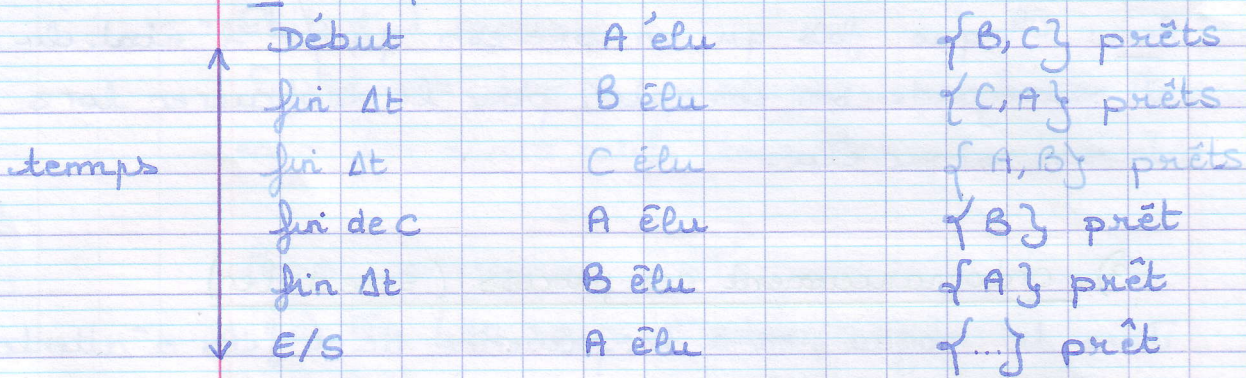 Début A élu {B, C} prêts
fin Δt B élu {C, A} prêts
temps fin Δt C élu {A, B} prêts
fin de C A élu {B} prêt
fin Δt B élu {A} prêt
E/S A élu {...} prêt